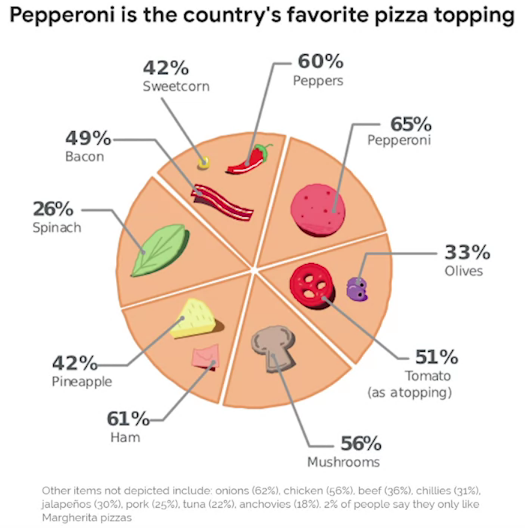 Pepperoni is the country's favorite pizza topping
42%
Sweetcorn
60%
Peppers
65%
Pepperoni
49%
Bacon
26%
Spinach
33%
Olives
42%
Pineapple
51%
Tomato
(as a topping)
61%
Ham
56%
Mushrooms
Other items not depicted include: onions (62%), chicken (56%), beef (36%), chillies (31%),
jalapeños (30%), pork (25%), tuna (22%), anchovies (18%). 2% of people say they only like
Margherita pizzas